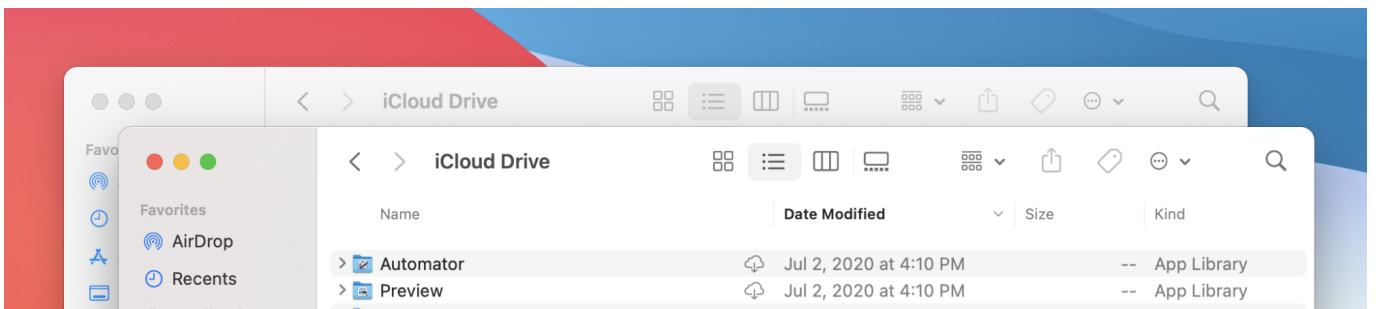 iCloud Drive
Favo
iCloud Drive
Favorites
Name Date Modified Size Kind
AirDrop
Automator Jul 2, 2020 at 4:10 PM -- App Library
Recents
Preview Jul 2, 2020 at 4:10 PM -- App Library